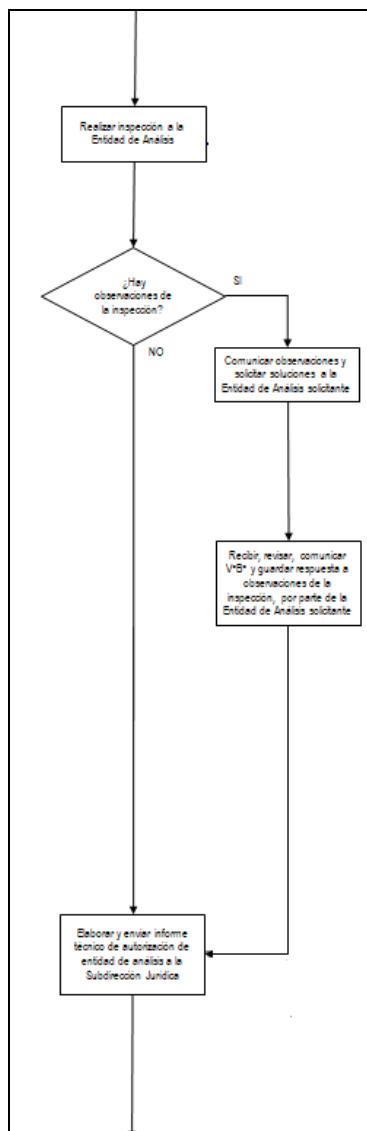 Realizar inspección a la
Entidad de Análisis
¿Hay
observaciones de
la inspección?
SI
NO
Comunicar observaciones y
solicitar soluciones a la
Entidad de Análisis solicitante
Recibir, revisar, comunicar
V°B° y guardar respuesta a
observaciones de la
inspección, por parte de la
Entidad de Análisis solicitante
Elaborar y enviar informe
técnico de autorización de
entidad de análisis a la
Subdirección Jurídica